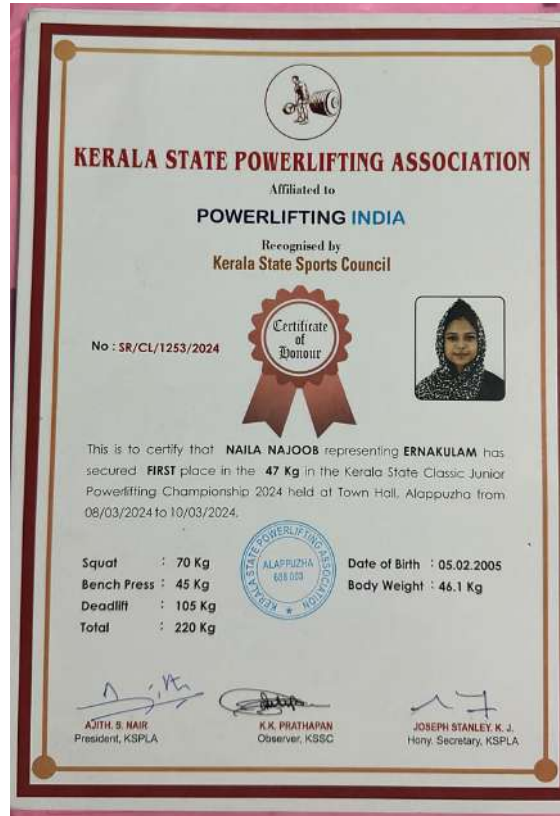 KERALA STATE POWERLIFTING ASSOCIATION
Affiliated to
POWERLIFTING INDIA
Recognised by
Kerala State Sports Council
Certificate
of
Honour
No : SR/CL/1253/2024
This is to certify that NAILA NAJOOB representing ERNAKULAM has
secured FIRST place in the 47 Kg in the Kerala State Classic Junior
Powerlifting Championship 2024 held at Town Hall, Alappuzha from
08/03/2024 to 10/03/2024.
Squat : 70 Kg
Bench Press : 45 Kg
Deadlift : 105 Kg
Total : 220 Kg
KERALA STATE POWERLIFTING ASSOCIATION
ALAPPUZHA
Date of Birth : 05.02.2005
Body Weight : 46.1 Kg
AJITH. S. NAIR
President, KSPLA
K.K. PRATHAPAN
Observer, KSSC
JOSEPH STANLEY. K. J.
Hony. Secretary, KSPLA